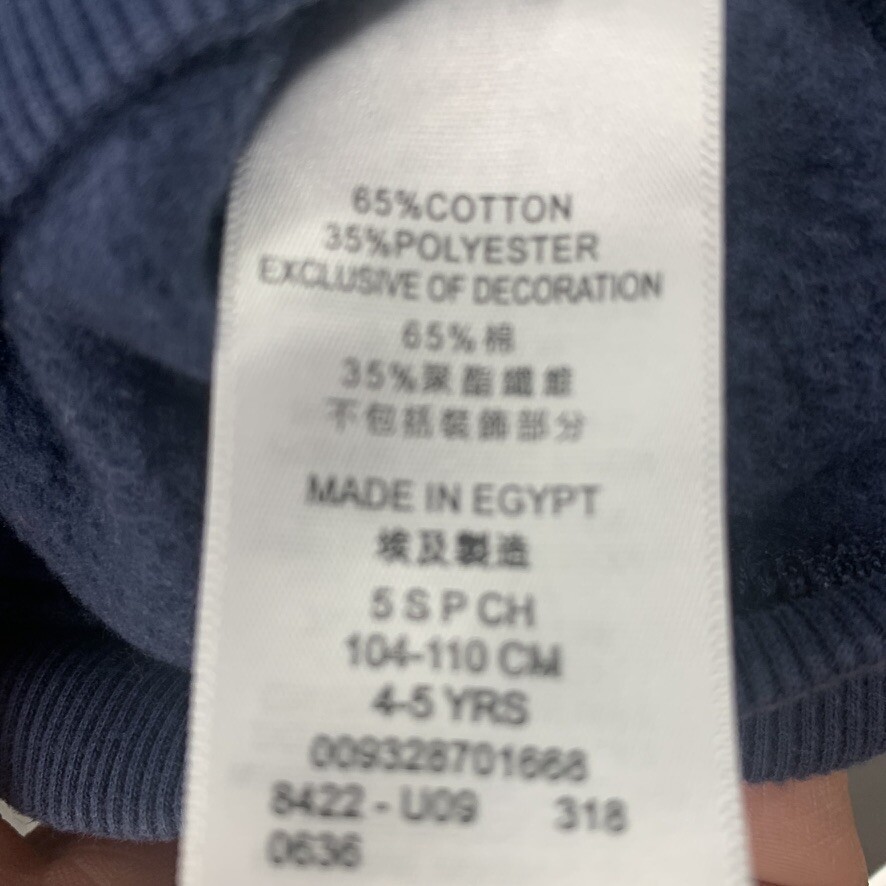 65%COTTON
35%POLYESTER
EXCLUSIVE OF DECORATION
65%棉
35%聚酯纖維
不包括裝飾部分
MADE IN EGYPT
埃及製造
5 S P CH
104-110 CM
4-5 YRS
009328701668
8422 - U09 318
0636